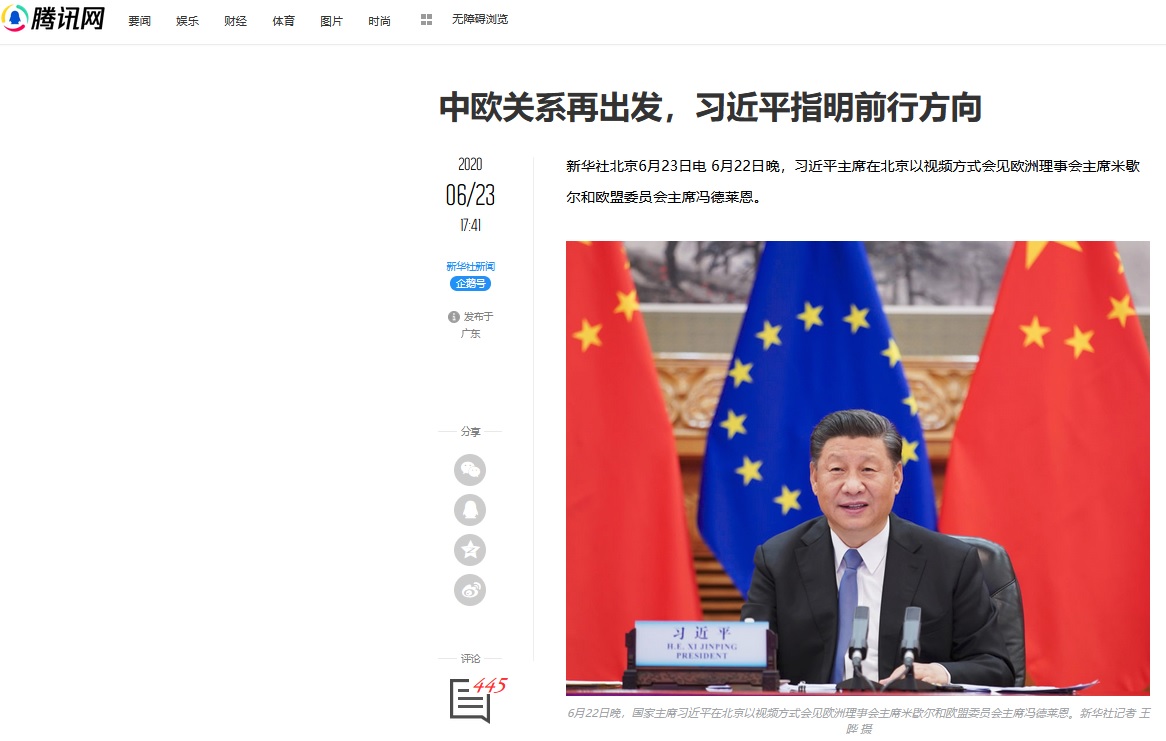 腾讯网 要闻 娱乐 财经 体育 图片 时尚 无障碍浏览
中欧关系再出发，习近平指明前行方向
2020
06/23
17:41
新华社新闻
企鹅号
发布于
广东
分享
评论
445
新华社北京6月23日电 6月22日晚，习近平主席在北京以视频方式会见欧洲理事会主席米歇
尔和欧盟委员会主席冯德莱恩。
习 近 平
H.E. XI JINPING
PRESIDENT
6月22日晚，国家主席习近平在北京以视频方式会见欧洲理事会主席米歇尔和欧盟委员会主席冯德莱恩。新华社记者 王
晔 摄